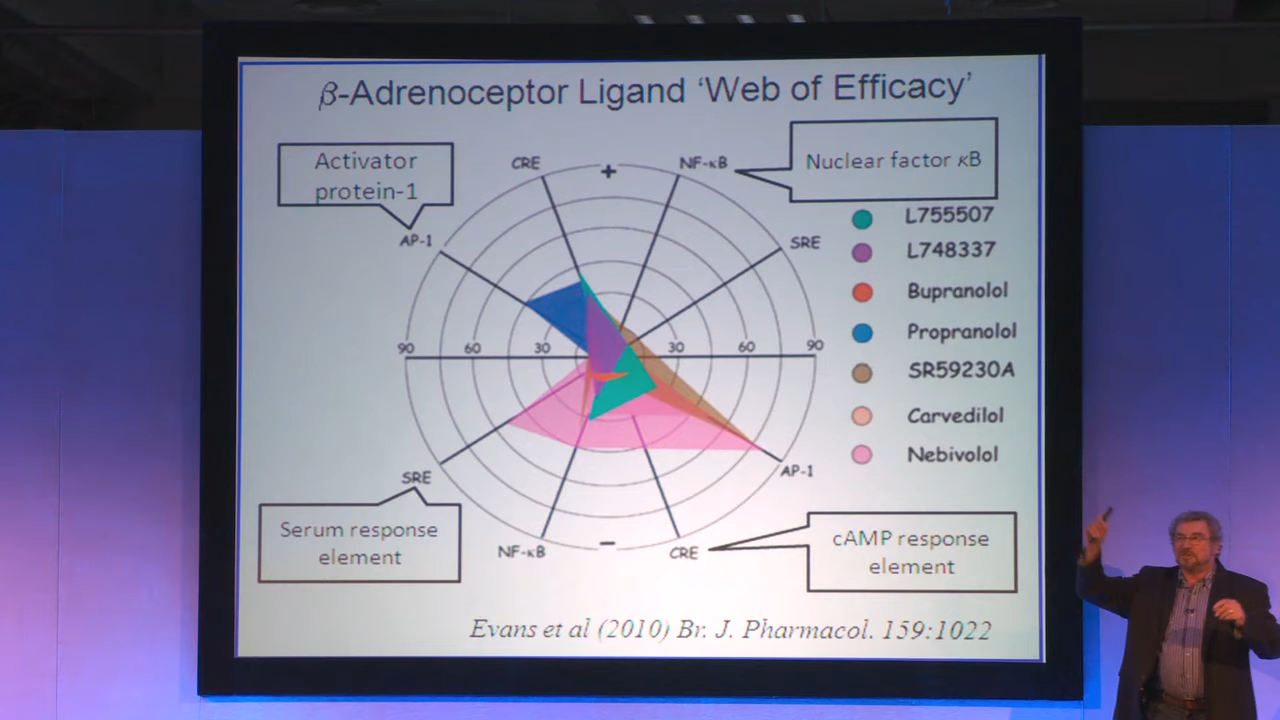 β-Adrenoceptor Ligand ‘Web of Efficacy’
Activator
protein-1
CRE
+
NF-κB
Nuclear factor κB
AP-1
SRE
L755507
L748337
Bupranolol
Propranolol
SR59230A
Carvedilol
Nebivolol
90
60
30
30
60
90
SRE
AP-1
Serum response
element
NF-κB
−
CRE
cAMP response
element
Evans et al (2010) Br. J. Pharmacol. 159:1022